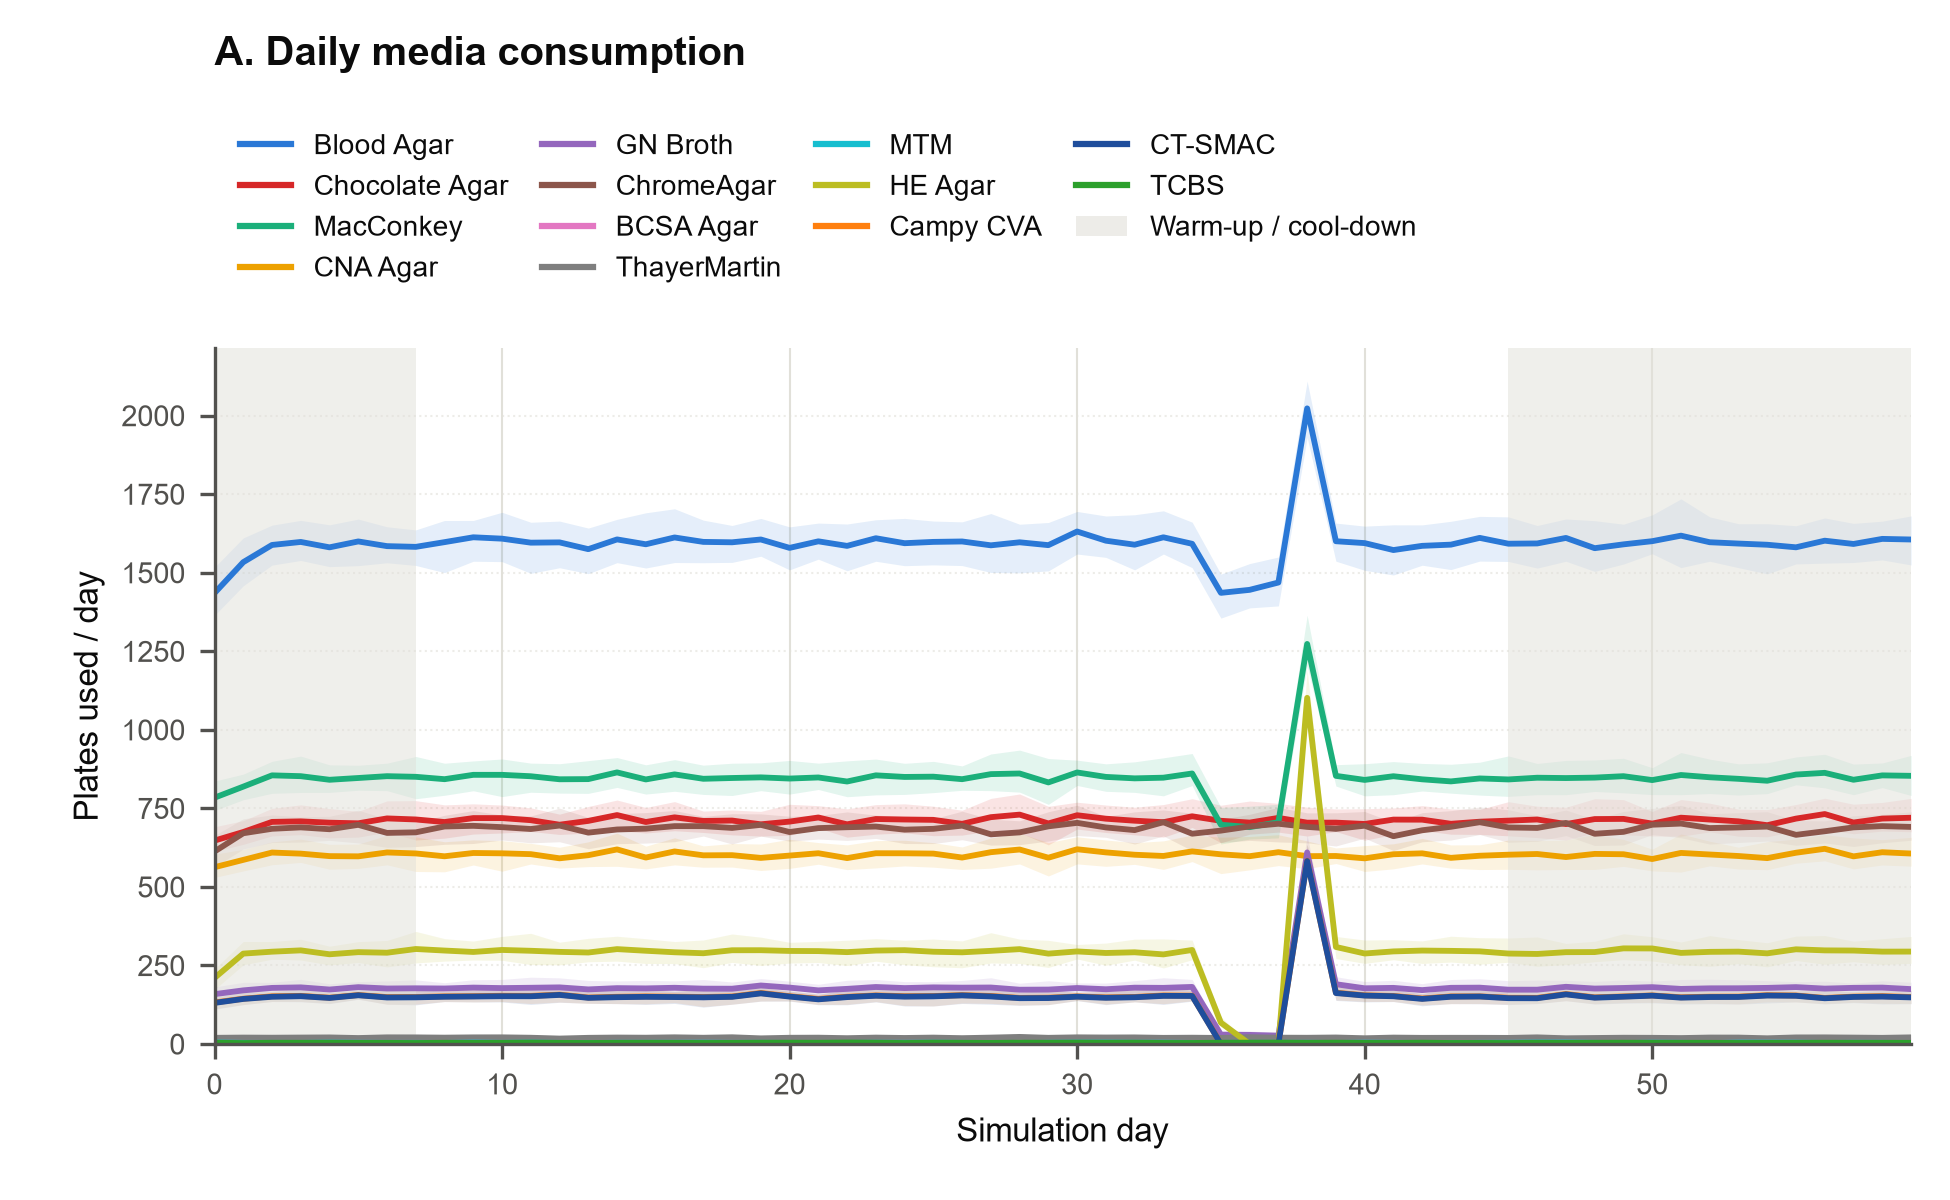 A. Daily media consumption
Blood Agar
GN Broth
MTM
CT-SMAC
Chocolate Agar
ChromeAgar
HE Agar
TCBS
MacConkey
BCSA Agar
Campy CVA
Warm-up / cool-down
CNA Agar
ThayerMartin
2000
1750
1500
1250
1000
750
500
250
0
Plates used / day
0 10 20 30 40 50
Simulation day